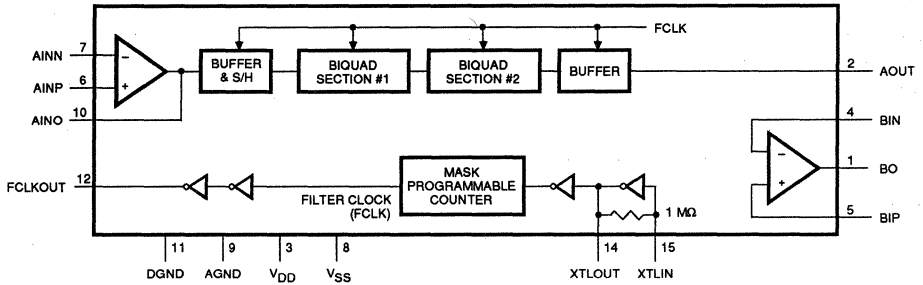 FCLK
7
AINN
BUFFER
& S/H
BIQUAD
SECTION #1
BIQUAD
SECTION #2
BUFFER
2
AOUT
6
AINP
10
AINO
4
BIN
1
BO
5
BIP
12
FCLKOUT
FILTER CLOCK
(FCLK)
MASK
PROGRAMMABLE
COUNTER
1 MΩ
11
9
3
8
14
15
DGND
AGND
VDD
VSS
XTLOUT
XTLIN